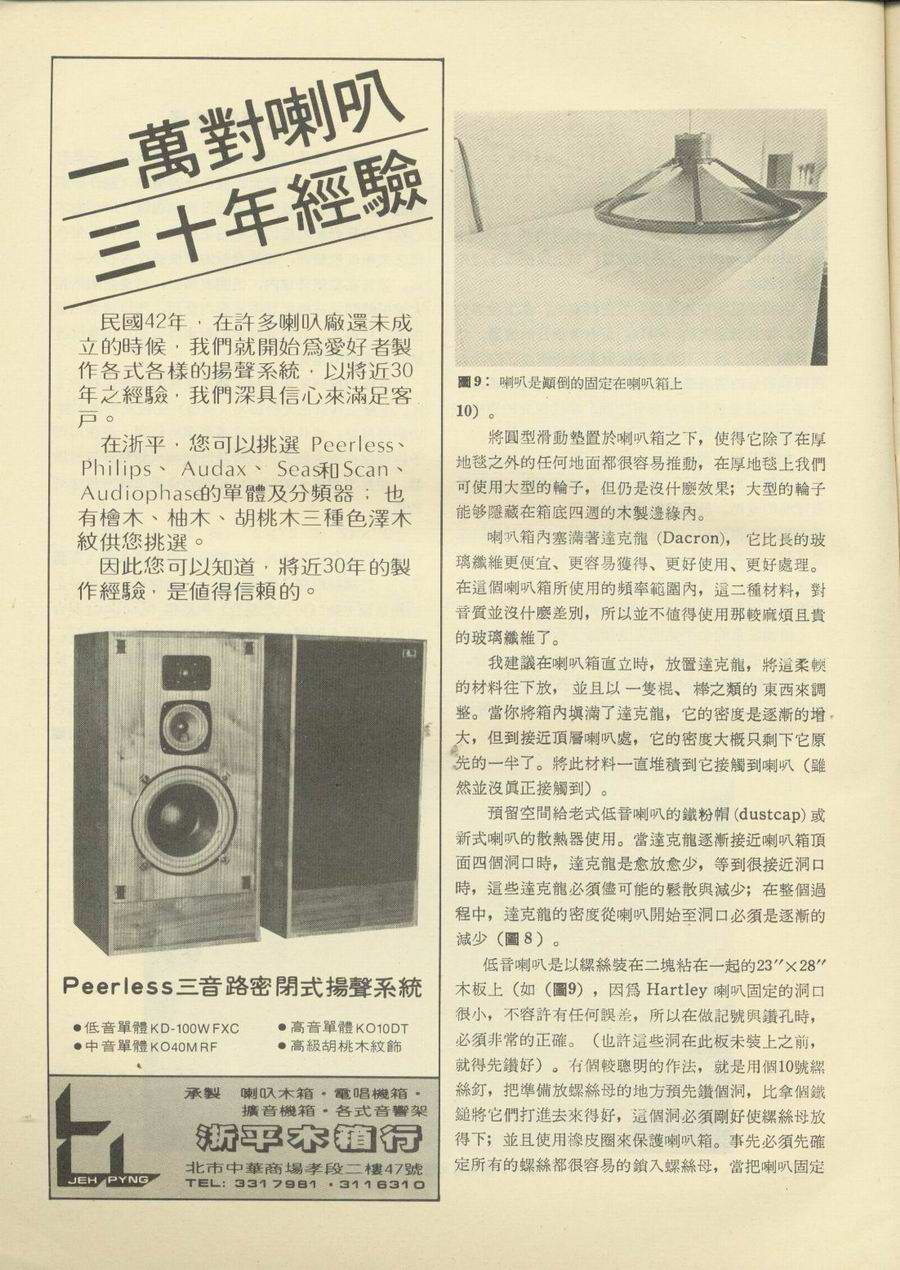 一萬對喇叭
三十年經驗
民國42年，在許多喇叭廠還未成
立的時候，我們就開始爲愛好者製
作各式各樣的揚聲系統，以將近30
年之經驗，我們深具信心來滿足客
戸。
在浙平，您可以挑選 Peerless、
Philips、 Audax、 Seas和Scan、
Audiophase的單體及分頻器；也
有檜木、柚木、胡桃木三種色澤木
紋供您挑選。
因此您可以知道，將近30年的製
作經驗，是値得信賴的。
Peerless三音路密閉式揚聲系統
●低音單體KD-100WFXC
●高音單體KO10DT
●中音單體KO40MRF
●高級胡桃木紋飾
承製 喇叭木箱・電唱機箱・
擴音機箱・各式音響架
浙平木箱行
北市中華商場孝段二樓47號
TEL: 3317981 ・3116310
JEH PYNG
圖9：喇叭是顚倒的固定在喇叭箱上
10）。
將圓型滑動墊置於喇叭箱之下，使得它除了在厚
地毯之外的任何地面都很容易推動，在厚地毯上我們
可使用大型的輪子，但仍是沒什麽效果；大型的輪子
能够隱藏在箱底四週的木製邊緣內。
喇叭箱內塞滿著達克龍 (Dacron)， 它比長的玻
璃纖維更便宜、更容易獲得、更好使用、更好處理。
在這個喇叭箱所使用的頻率範圍內，這二種材料，對
音質並沒什麽差別，所以並不値得使用那較麻煩且貴
的玻璃纖維了。
我建議在喇叭箱直立時，放置達克龍，將這柔軟
的材料往下放， 並且以一隻棍、棒之類的東西來調
整。當你將箱內塡滿了達克龍，它的密度是逐漸的增
大，但到接近頂層喇叭處，它的密度大概只剩下它原
先的一半了。將此材料一直堆積到它接觸到喇叭（雖
然並沒眞正接觸到）。
預留空間給老式低音喇叭的鐵粉帽(dustcap)或
新式喇叭的散熱器使用。當達克龍逐漸接近喇叭箱頂
面四個洞口時，達克龍是愈放愈少，等到很接近洞口
時，這些達克龍必須儘可能的鬆散與減少；在整個過
程中，達克龍的密度從喇叭開始至洞口必須是逐漸的
減少（圖8）。
低音喇叭是以螺絲裝在二塊粘在一起的23″×28″
木板上（如（圖9），因爲 Hartley 喇叭固定的洞口
很小，不容許有任何誤差，所以在做記號與鑽孔時，
必須非常的正確。（也許這些洞在此板未裝上之前，
就得先鑽好）。有個較聰明的作法，就是用個10號螺
絲釘，把準備放螺絲母的地方預先鑽個洞，比拿個鐵
鎚將它們打進去來得好，這個洞必須剛好使螺絲母放
得下；並且使用橡皮圈來保護喇叭箱。事先必須先確
定所有的螺絲都很容易的鎖入螺絲母，當把喇叭固定